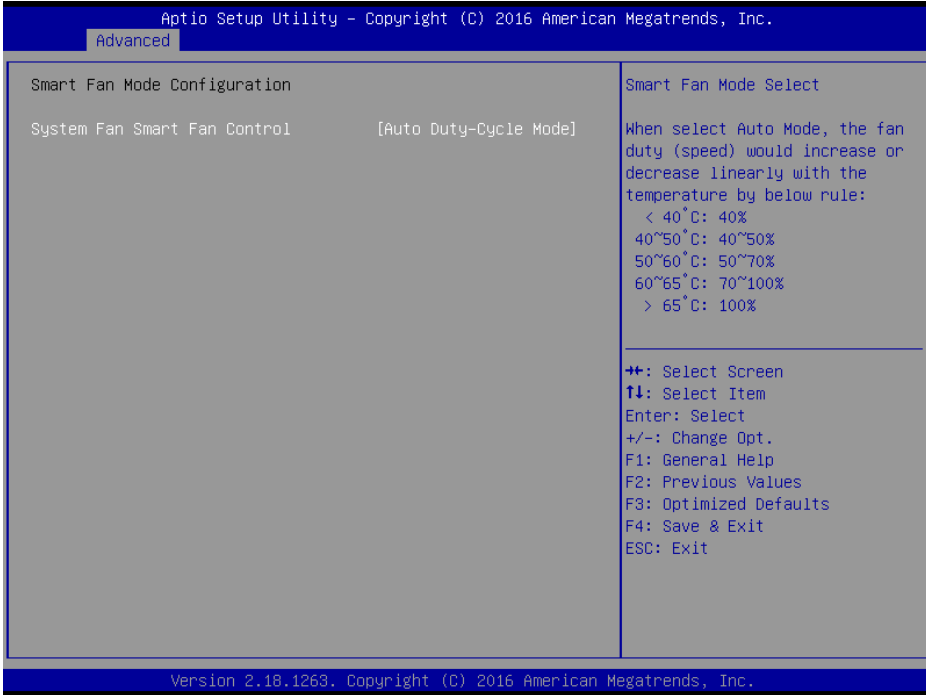 Aptio Setup Utility – Copyright (C) 2016 American Megatrends, Inc.
Advanced
Smart Fan Mode Configuration
System Fan Smart Fan Control [Auto Duty-Cycle Mode]
Smart Fan Mode Select
When select Auto Mode, the fan
duty (speed) would increase or
decrease linearly with the
temperature by below rule:
< 40°C: 40%
40~50°C: 40~50%
50~60°C: 50~70%
60~65°C: 70~100%
> 65°C: 100%
→←: Select Screen
↑↓: Select Item
Enter: Select
+/-: Change Opt.
F1: General Help
F2: Previous Values
F3: Optimized Defaults
F4: Save & Exit
ESC: Exit
Version 2.18.1263. Copyright (C) 2016 American Megatrends, Inc.